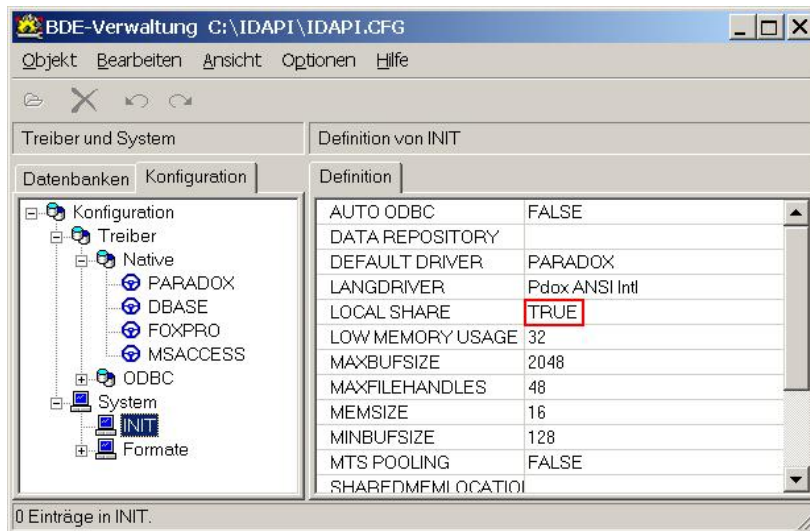 BDE-Verwaltung C:\IDAPI\IDAPI.CFG
Objekt Bearbeiten Ansicht Optionen Hilfe
Treiber und System
Definition von INIT
Datenbanken Konfiguration
Definition
Konfiguration
Treiber
Native
PARADOX
DBASE
FOXPRO
MSACCESS
ODBC
System
INIT
Formate
AUTO ODBC FALSE
DATA REPOSITORY
DEFAULT DRIVER PARADOX
LANGDRIVER Pdox ANSI Intl
LOCAL SHARE TRUE
LOW MEMORY USAGE 32
MAXBUFSIZE 2048
MAXFILEHANDLES 48
MEMSIZE 16
MINBUFSIZE 128
MTS POOLING FALSE
SHAREDMEMLOCATIO
0 Einträge in INIT.